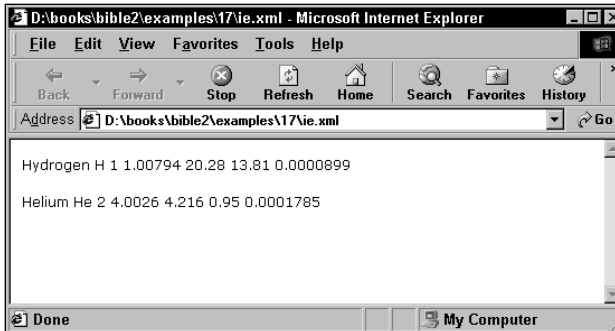 D:\books\bible2\examples\17\ie.xml - Microsoft Internet Explorer
File Edit View Favorites Tools Help
Back Forward Stop Refresh Home Search Favorites History
Address D:\books\bible2\examples\17\ie.xml Go
Hydrogen H 1 1.00794 20.28 13.81 0.0000899
Helium He 2 4.0026 4.216 0.95 0.0001785
Done My Computer